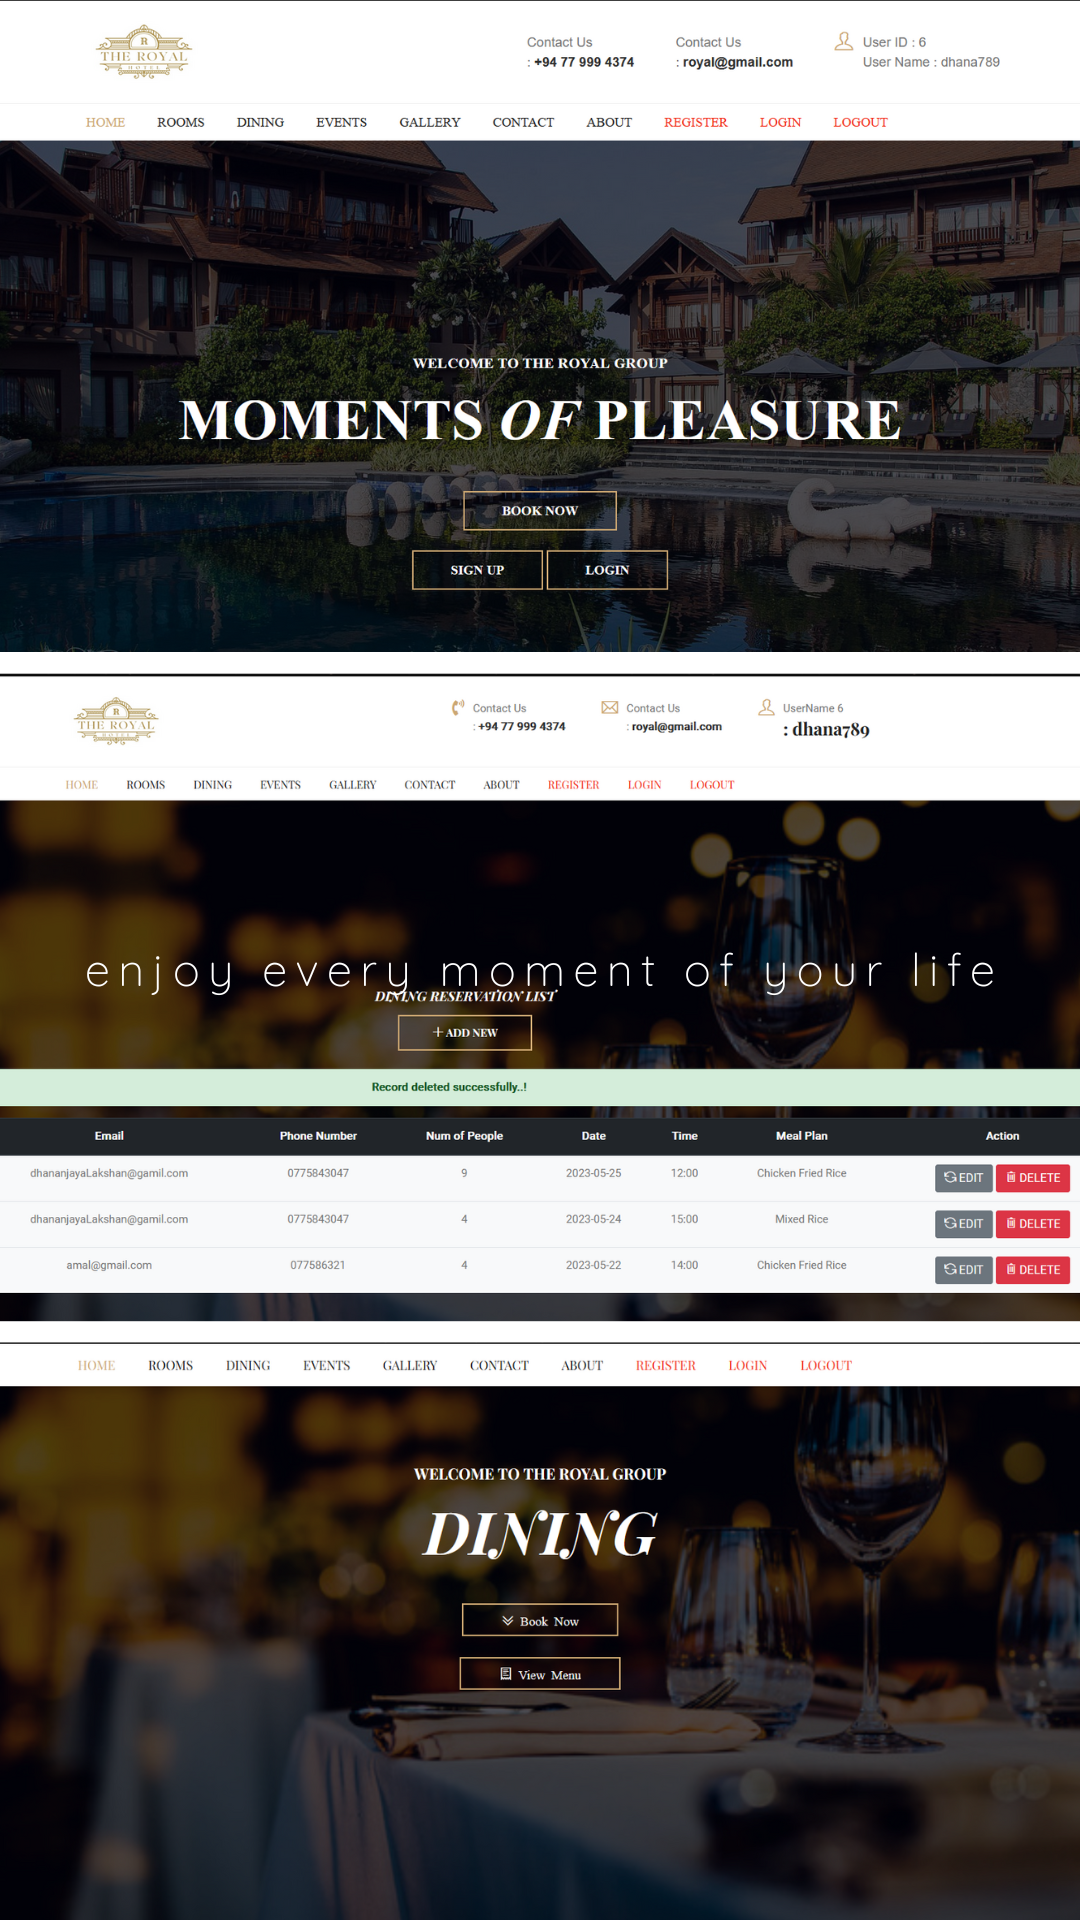 R
THE ROYAL
HOTEL
Contact Us
: +94 77 999 4374
Contact Us
: royal@gmail.com
User ID : 6
User Name : dhana789
HOME ROOMS DINING EVENTS GALLERY CONTACT ABOUT REGISTER LOGIN LOGOUT
WELCOME TO THE ROYAL GROUP
MOMENTS OF PLEASURE
BOOK NOW
SIGN UP LOGIN
R
THE ROYAL
HOTEL
Contact Us
: +94 77 999 4374
Contact Us
: royal@gmail.com
UserName 6
: dhana789
HOME ROOMS DINING EVENTS GALLERY CONTACT ABOUT REGISTER LOGIN LOGOUT
enjoy every moment of your life
DINING RESERVATION LIST
+ ADD NEW
Record deleted successfully..!
Email Phone Number Num of People Date Time Meal Plan Action
dhananjayaLakshan@gamil.com 0775843047 9 2023-05-25 12:00 Chicken Fried Rice EDIT DELETE
dhananjayaLakshan@gamil.com 0775843047 4 2023-05-24 15:00 Mixed Rice EDIT DELETE
amal@gmail.com 077586321 4 2023-05-22 14:00 Chicken Fried Rice EDIT DELETE
HOME ROOMS DINING EVENTS GALLERY CONTACT ABOUT REGISTER LOGIN LOGOUT
WELCOME TO THE ROYAL GROUP
DINING
Book Now
View Menu